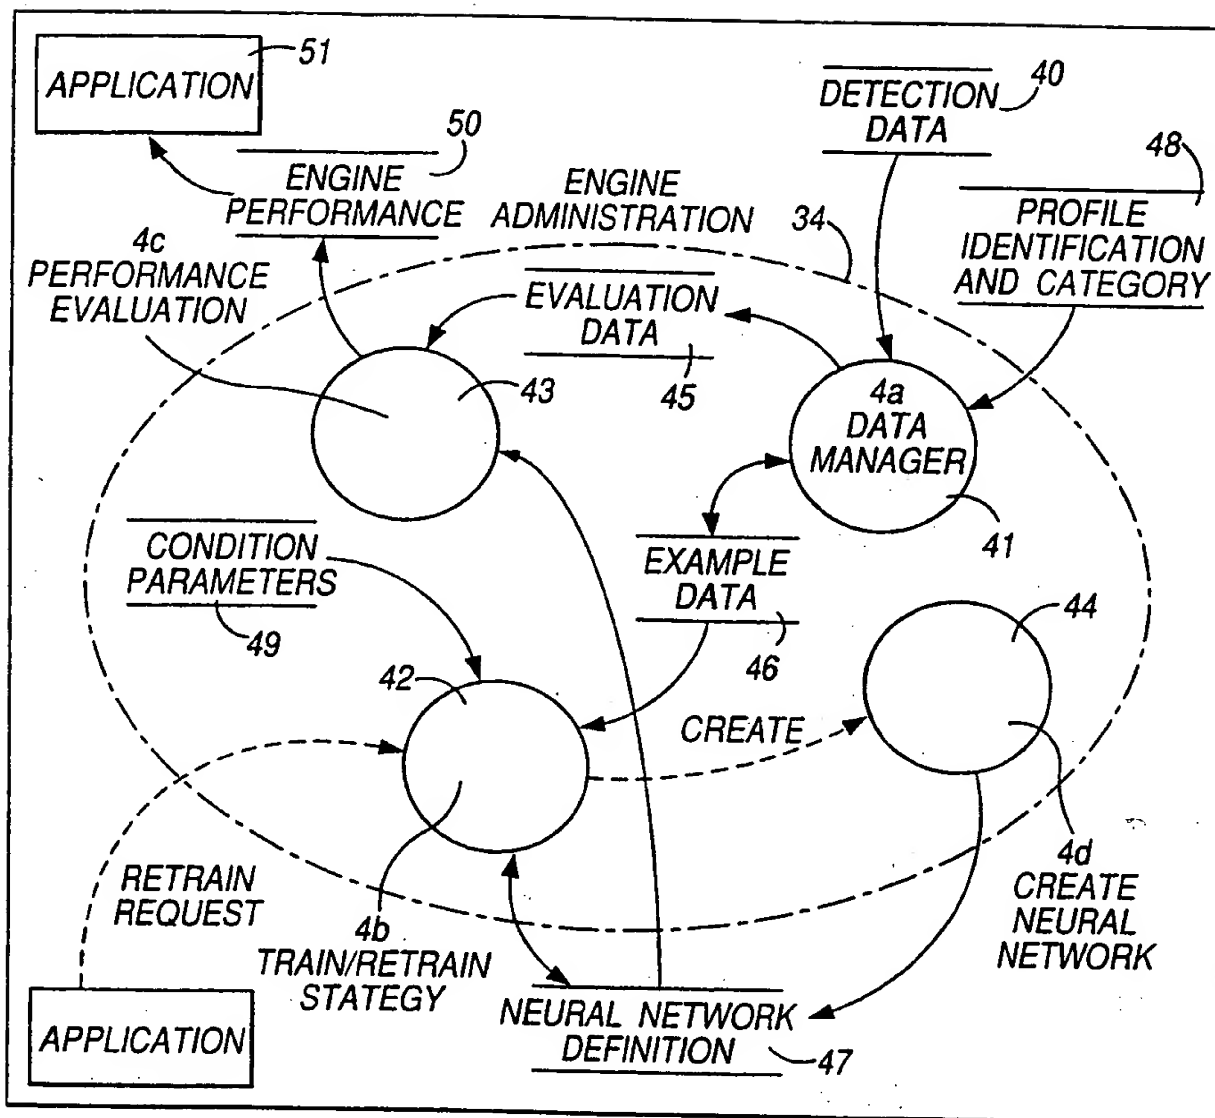 APPLICATION
51
DETECTION
DATA
40
50
ENGINE
PERFORMANCE
ENGINE
ADMINISTRATION
34
48
PROFILE
IDENTIFICATION
AND CATEGORY
4c
PERFORMANCE
EVALUATION
EVALUATION
DATA
45
43
4a
DATA
MANAGER
41
CONDITION
PARAMETERS
49
EXAMPLE
DATA
46
44
42
CREATE
RETRAIN
REQUEST
4b
TRAIN/RETRAIN
STATEGY
4d
CREATE
NEURAL
NETWORK
APPLICATION
NEURAL NETWORK
DEFINITION
47